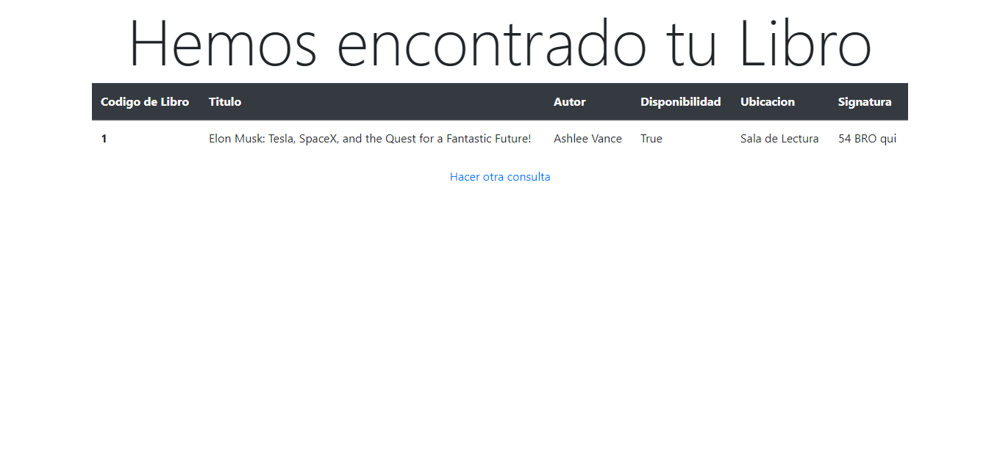 Hemos encontrado tu Libro
Codigo de Libro Titulo Autor Disponibilidad Ubicacion Signatura
1 Elon Musk: Tesla, SpaceX, and the Quest for a Fantastic Future! Ashlee Vance True Sala de Lectura 54 BRO qui
Hacer otra consulta